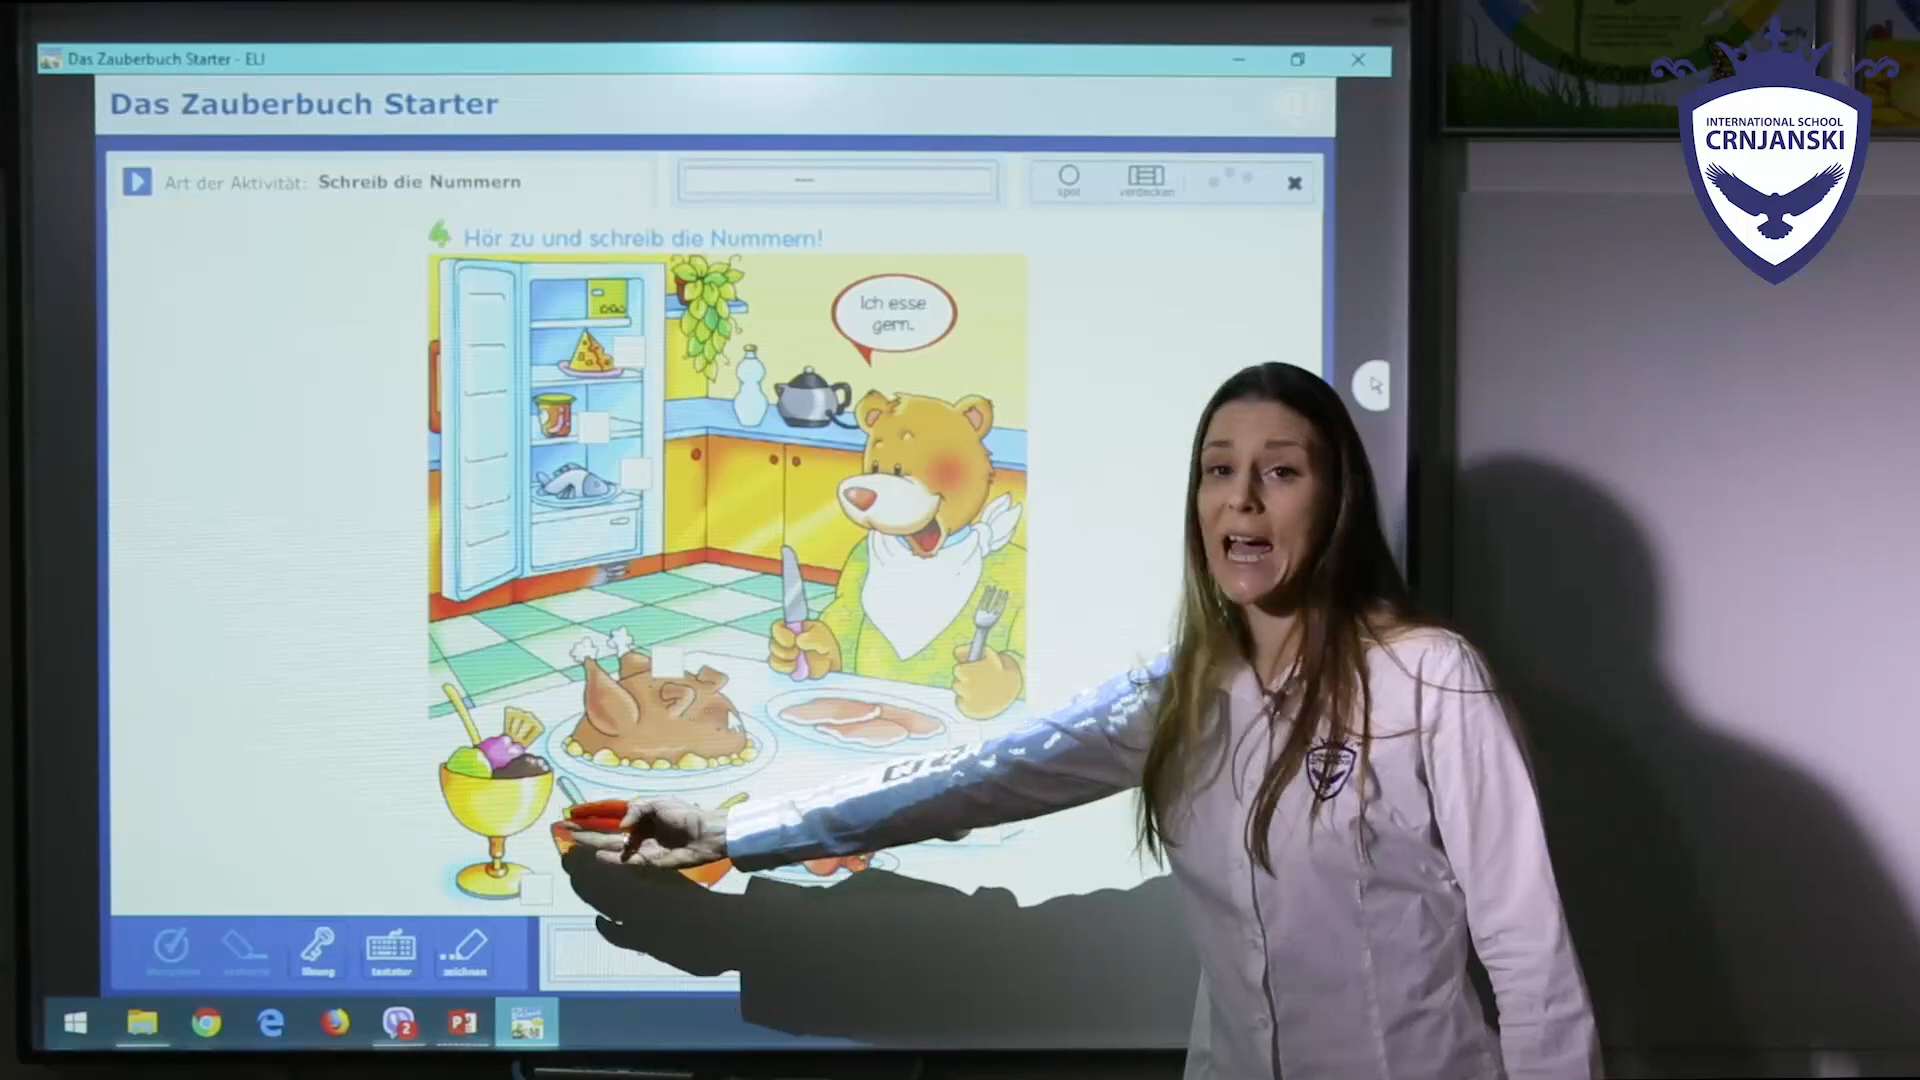 Das Zauberbuch Starter - ELI
Das Zauberbuch Starter
Art der Aktivität: Schreib die Nummern
spot
verdecken
4 Hör zu und schreib die Nummern!
Ich esse
gern.
lösung
tastatur
zeichnen
2
INTERNATIONAL SCHOOL
CRNJANSKI